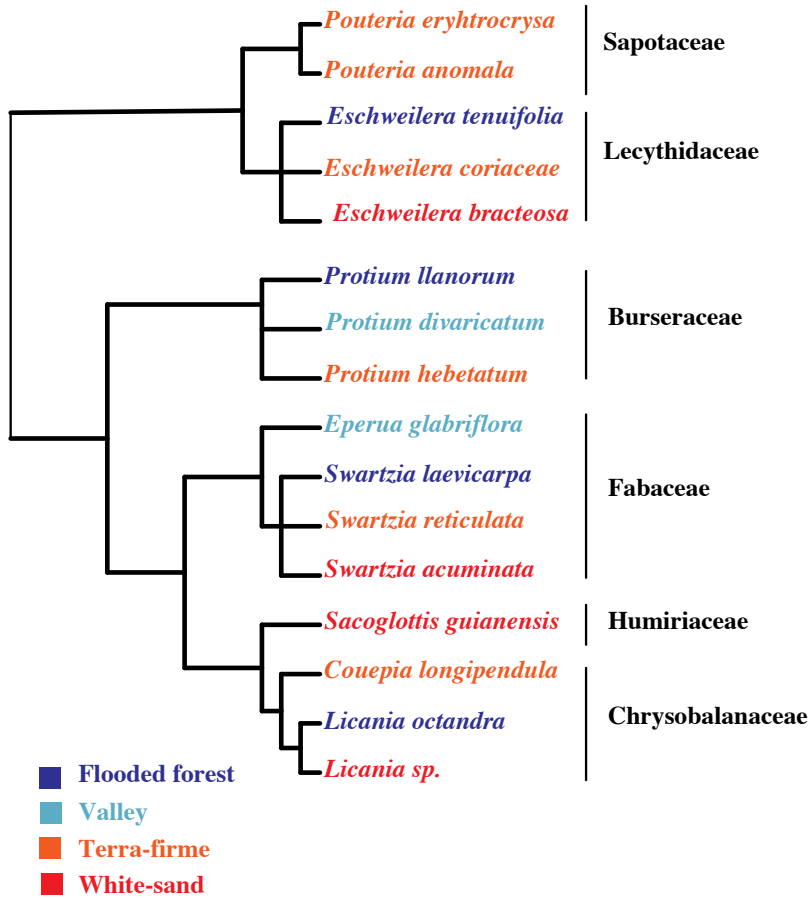 Pouteria eryhtrocrysa
Pouteria anomala
Sapotaceae
Eschweilera tenuifolia
Eschweilera coriaceae
Eschweilera bracteosa
Lecythidaceae
Protium llanorum
Protium divaricatum
Protium hebetatum
Burseraceae
Eperua glabriflora
Swartzia laevicarpa
Swartzia reticulata
Swartzia acuminata
Fabaceae
Sacoglottis guianensis
Humiriaceae
Couepia longipendula
Licania octandra
Licania sp.
Chrysobalanaceae
Flooded forest
Valley
Terra-firme
White-sand